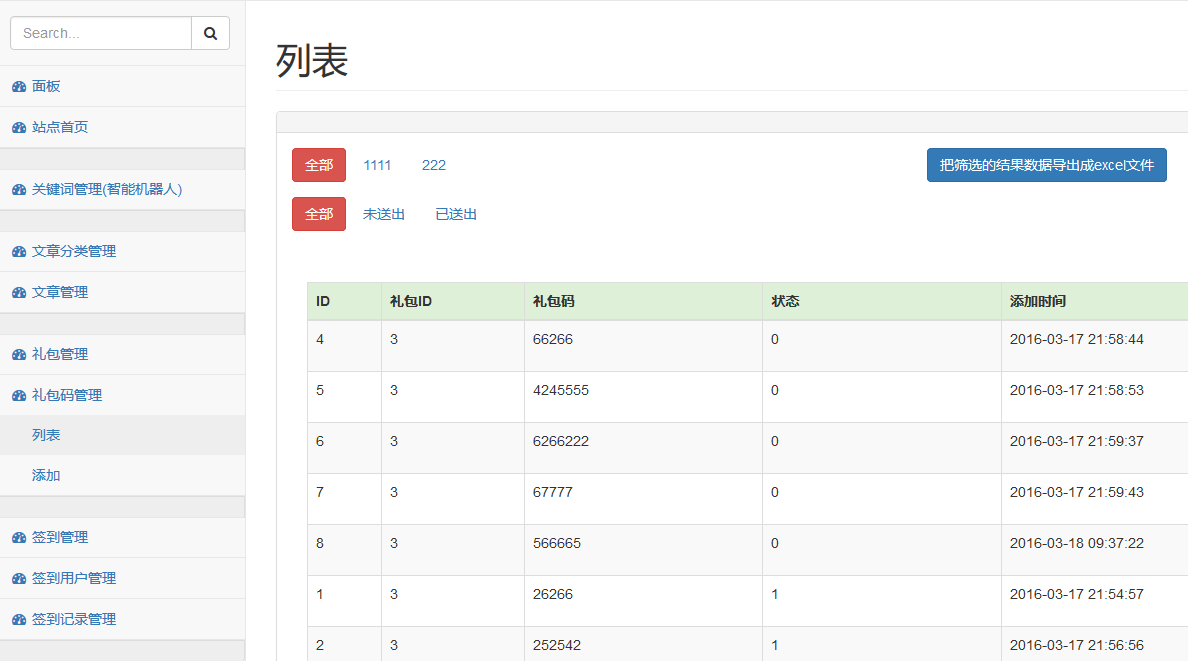 Search...
面板
站点首页
关键词管理(智能机器人)
文章分类管理
文章管理
礼包管理
礼包码管理
列表
添加
签到管理
签到用户管理
签到记录管理
列表
全部 1111 222 把筛选的结果数据导出成excel文件
全部 未送出 已送出
ID 礼包ID 礼包码 状态 添加时间
4 3 66266 0 2016-03-17 21:58:44
5 3 4245555 0 2016-03-17 21:58:53
6 3 6266222 0 2016-03-17 21:59:37
7 3 67777 0 2016-03-17 21:59:43
8 3 566665 0 2016-03-18 09:37:22
1 3 26266 1 2016-03-17 21:54:57
2 3 252542 1 2016-03-17 21:56:56